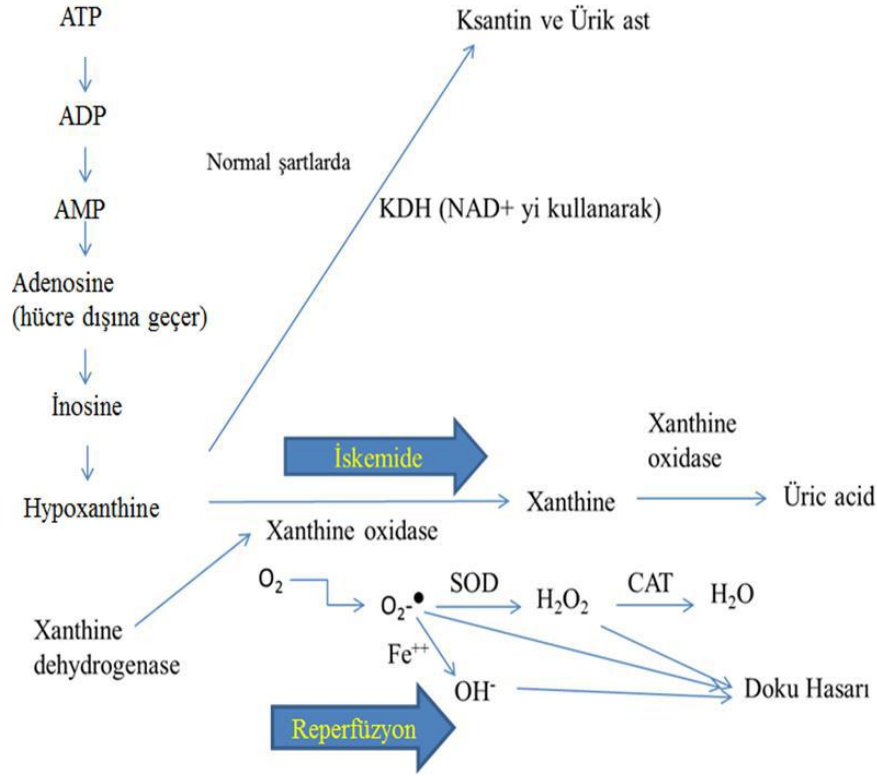 ATP
Ksantin ve Ürik ast
ADP
Normal şartlarda
AMP
KDH (NAD+ yi kullanarak)
Adenosine
(hücre dışına geçer)
İnosine
İskemide
Xanthine
oxidase
Hypoxanthine
Xanthine
Üric acid
Xanthine oxidase
O₂
O₂-●
SOD
H₂O₂
CAT
H₂O
Xanthine
dehydrogenase
Fe⁺⁺
OH⁻
Doku Hasarı
Reperfüzyon